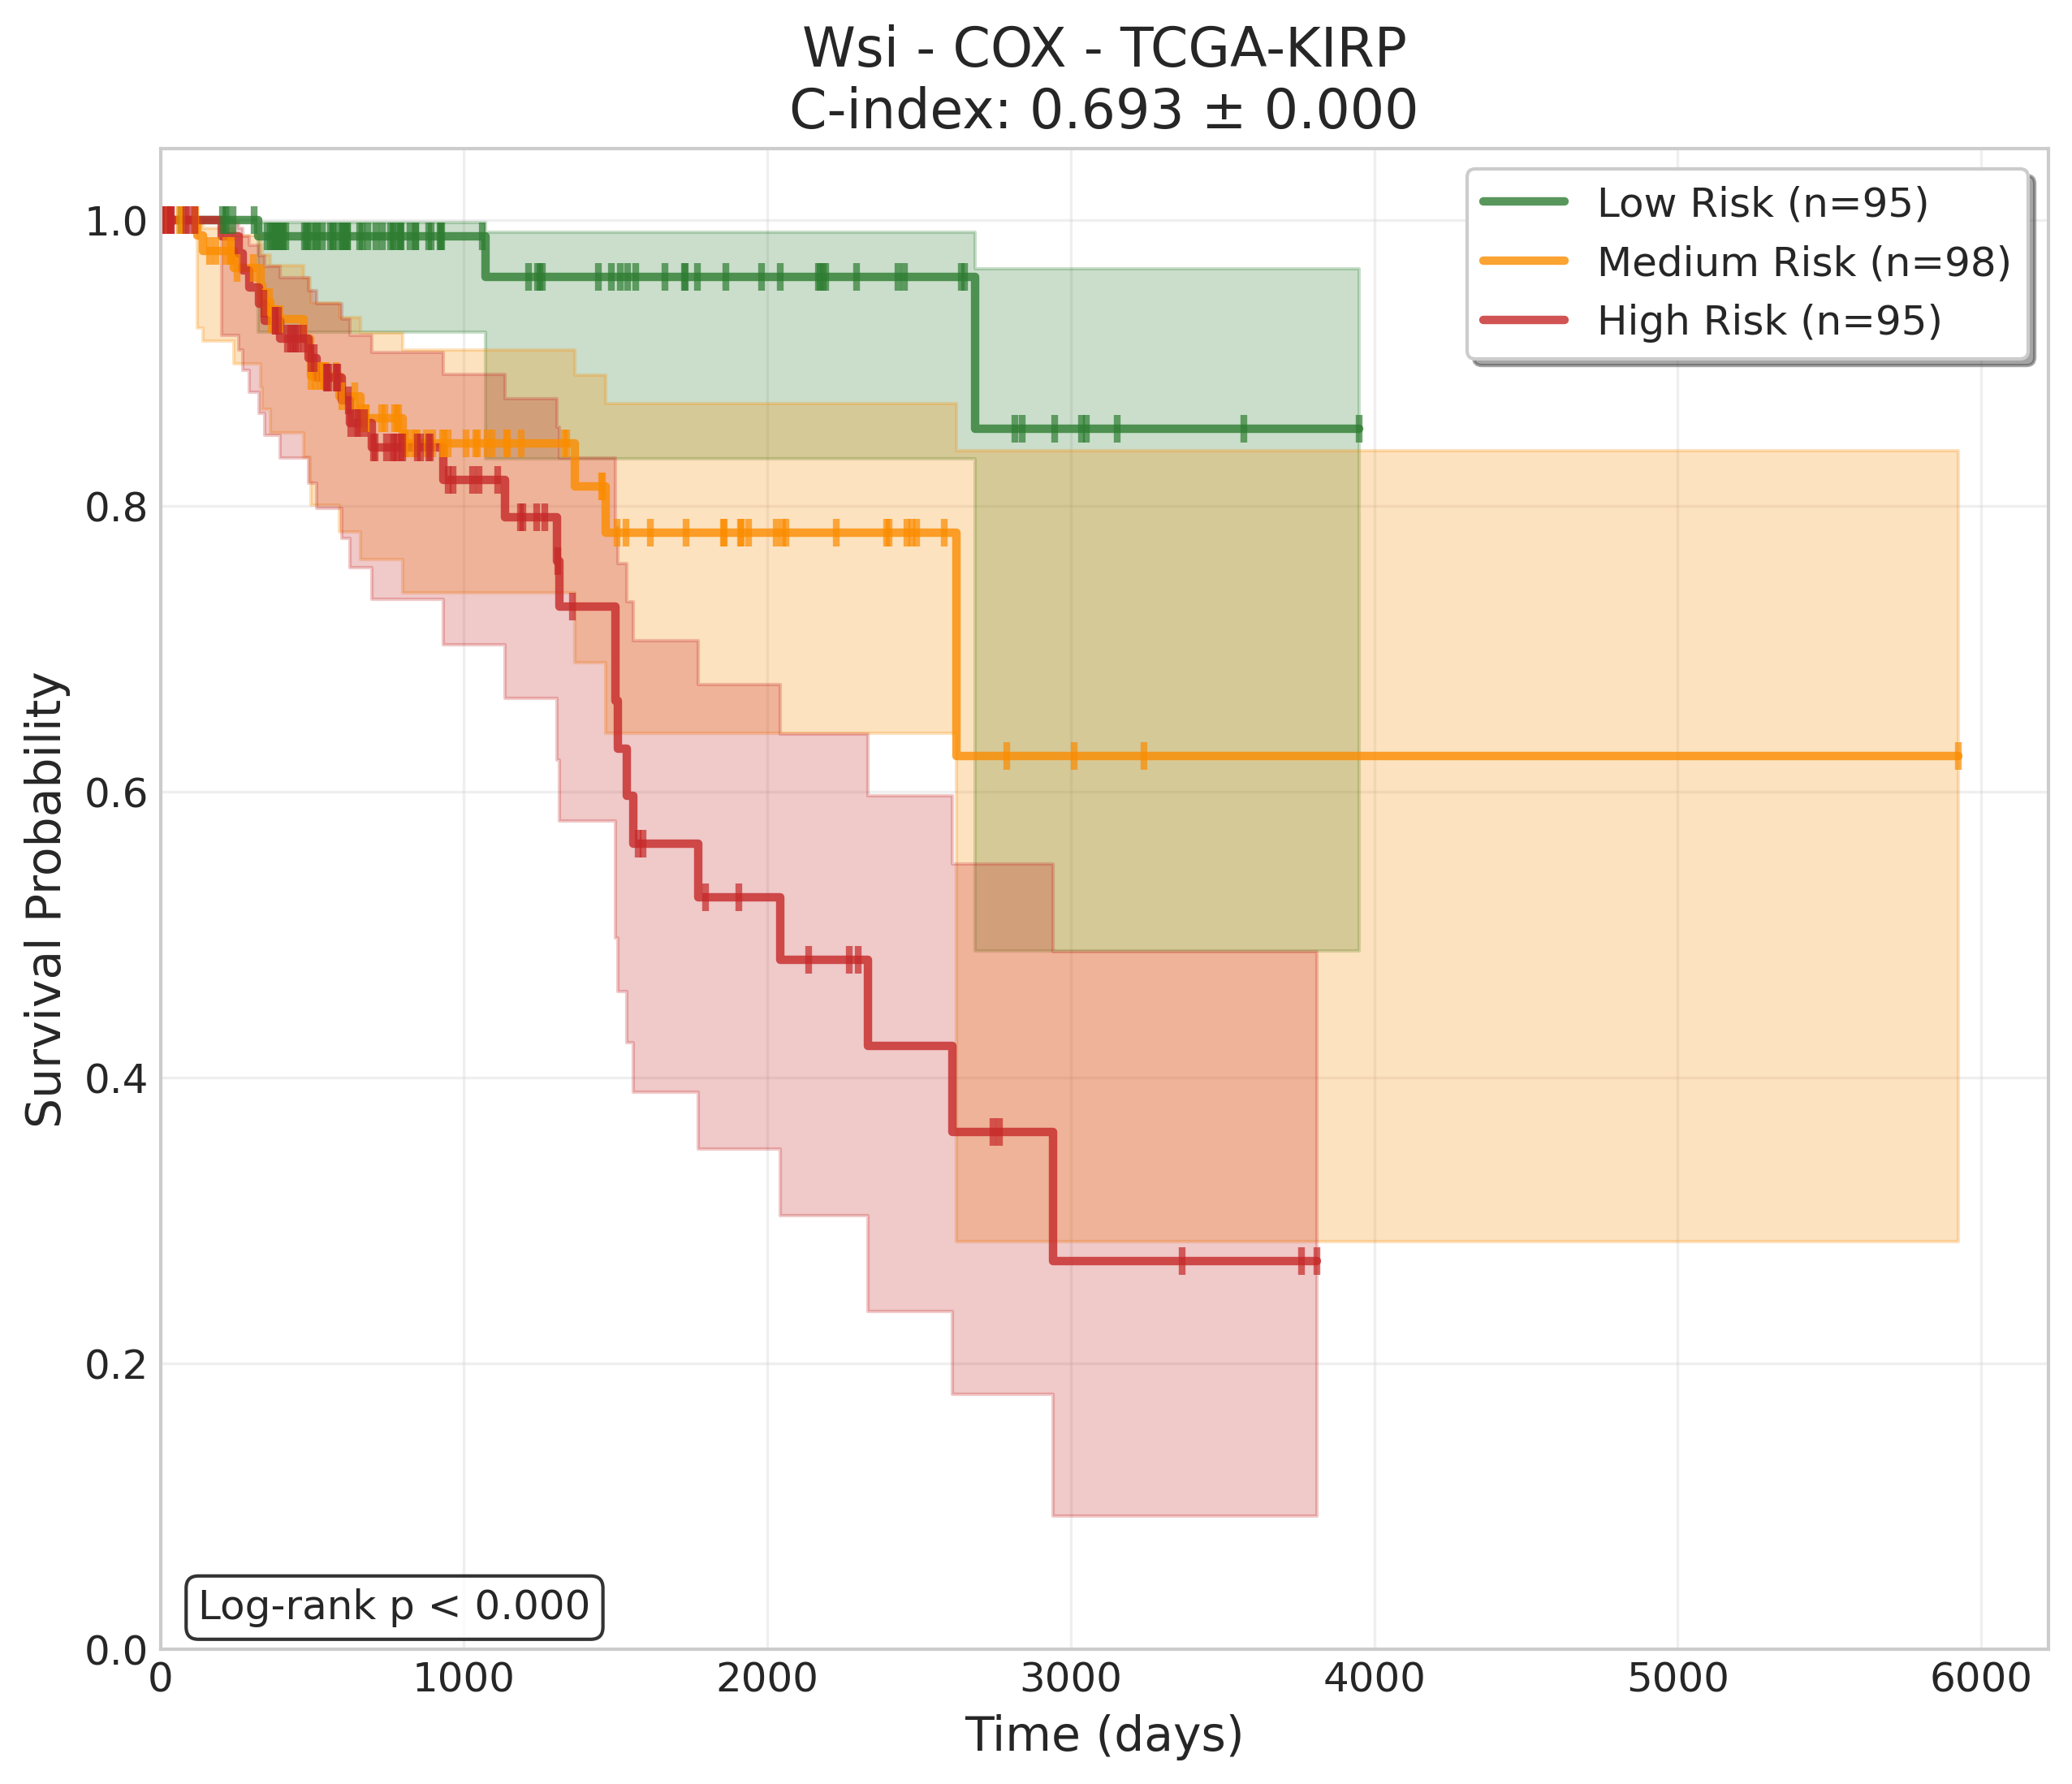 Wsi - COX - TCGA-KIRP
C-index: 0.693 ± 0.000
Low Risk (n=95)
Medium Risk (n=98)
High Risk (n=95)
Survival Probability
1.0
0.8
0.6
0.4
0.2
0.0
Log-rank p < 0.000
0 1000 2000 3000 4000 5000 6000
Time (days)